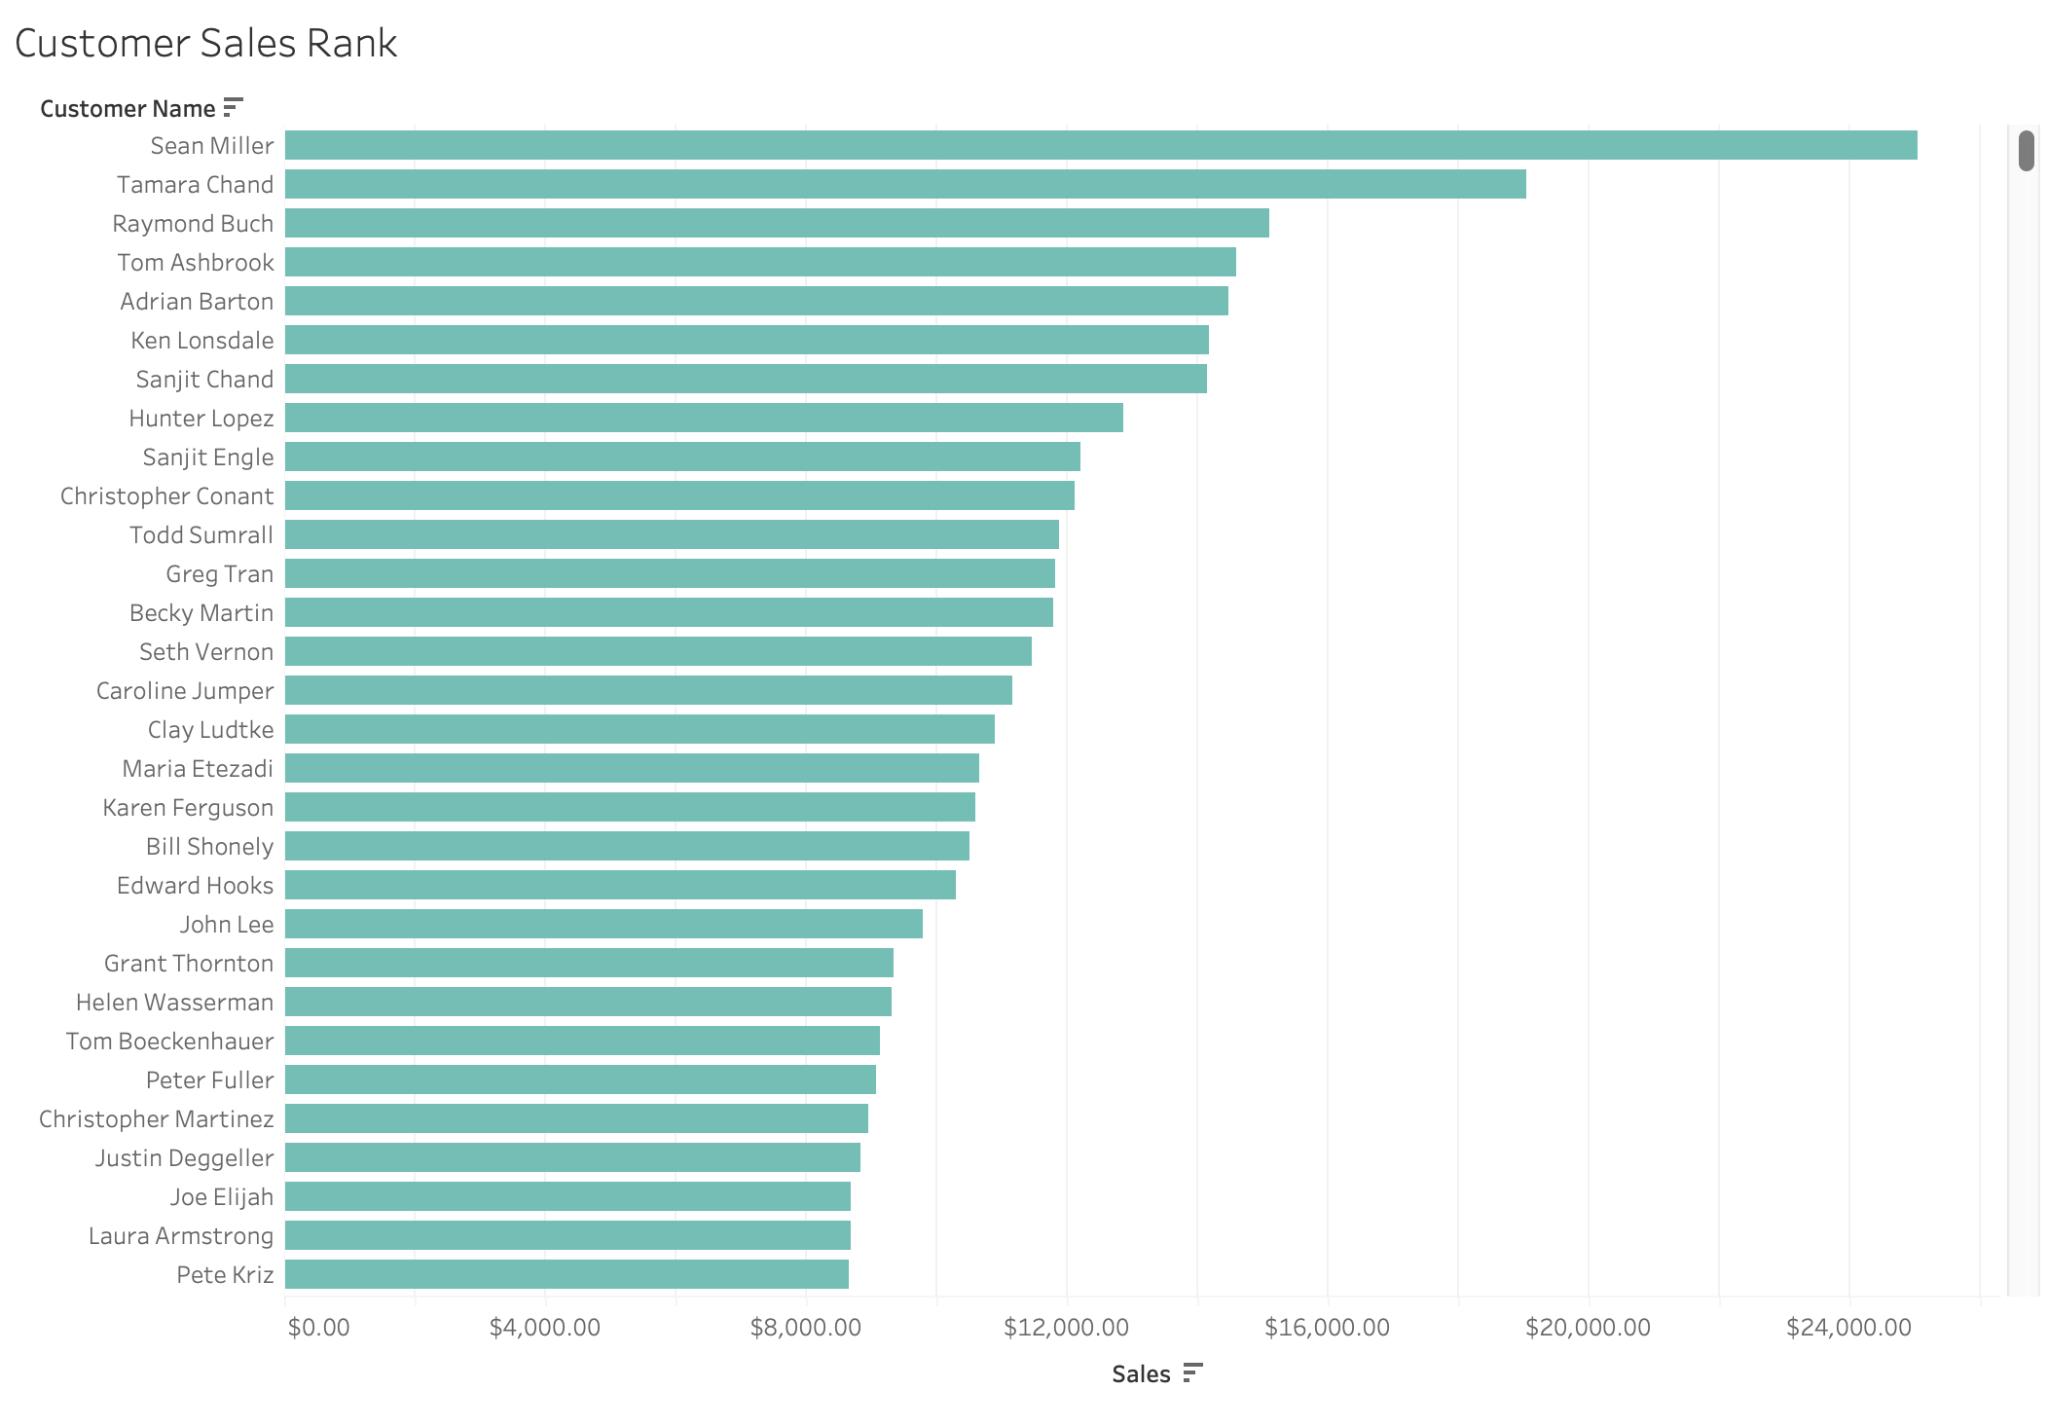 Customer Sales Rank
Customer Name
Sean Miller
Tamara Chand
Raymond Buch
Tom Ashbrook
Adrian Barton
Ken Lonsdale
Sanjit Chand
Hunter Lopez
Sanjit Engle
Christopher Conant
Todd Sumrall
Greg Tran
Becky Martin
Seth Vernon
Caroline Jumper
Clay Ludtke
Maria Etezadi
Karen Ferguson
Bill Shonely
Edward Hooks
John Lee
Grant Thornton
Helen Wasserman
Tom Boeckenhauer
Peter Fuller
Christopher Martinez
Justin Deggeller
Joe Elijah
Laura Armstrong
Pete Kriz
$0.00 $4,000.00 $8,000.00 $12,000.00 $16,000.00 $20,000.00 $24,000.00
Sales